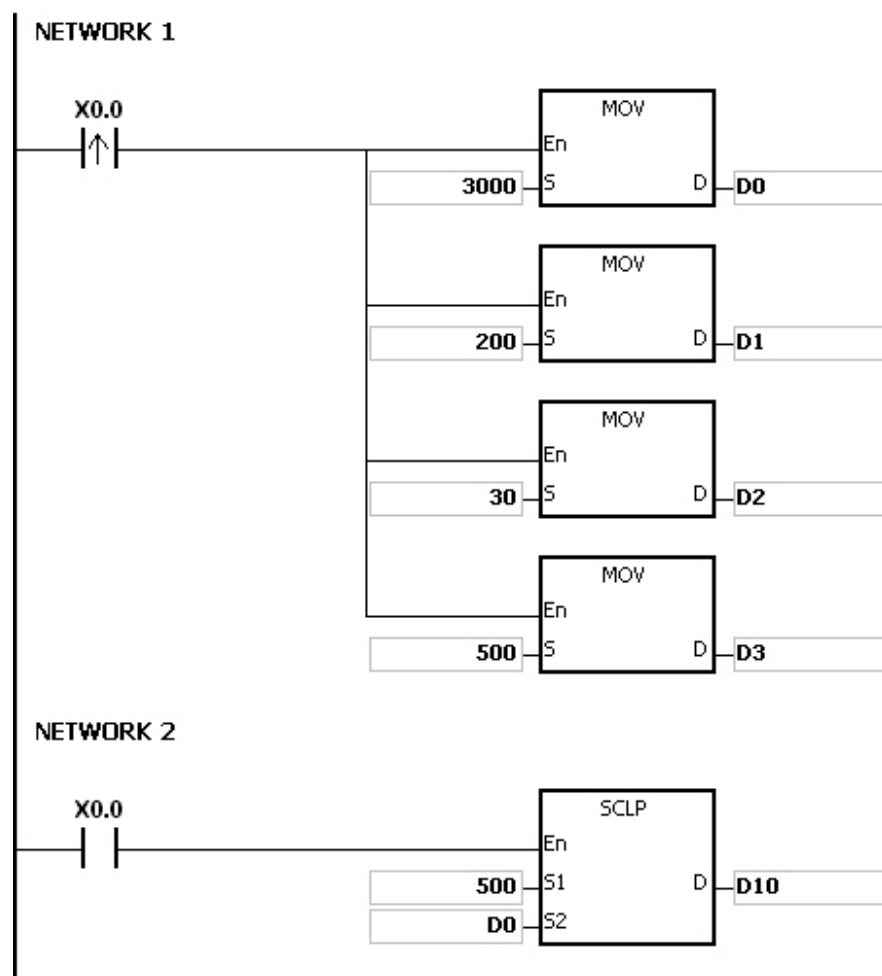 NETWORK 1
X0.0
MOV
En
3000 S D D0
MOV
En
200 S D D1
MOV
En
30 S D D2
MOV
En
500 S D D3
NETWORK 2
X0.0
SCLP
En
500 S1 D D10
D0 S2